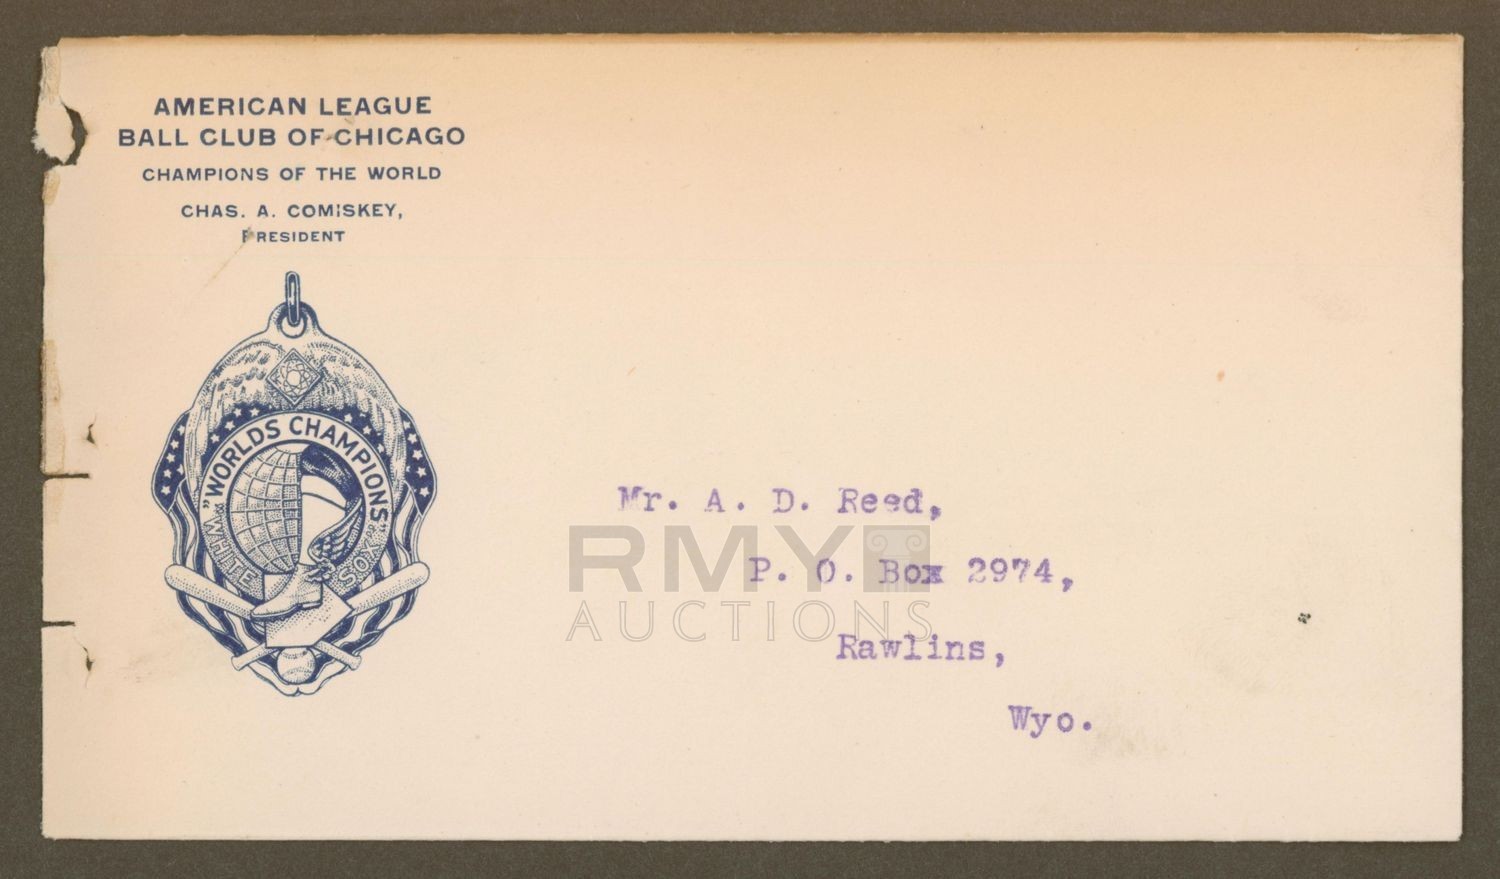 AMERICAN LEAGUE
BALL CLUB OF CHICAGO
CHAMPIONS OF THE WORLD
CHAS. A. COMISKEY,
PRESIDENT
"WORLDS CHAMPIONS"
WHITE SOX
Mr. A. D. Reed,
P. O. Box 2974,
Rawlins,
Wyo.
RMY
AUCTIONS